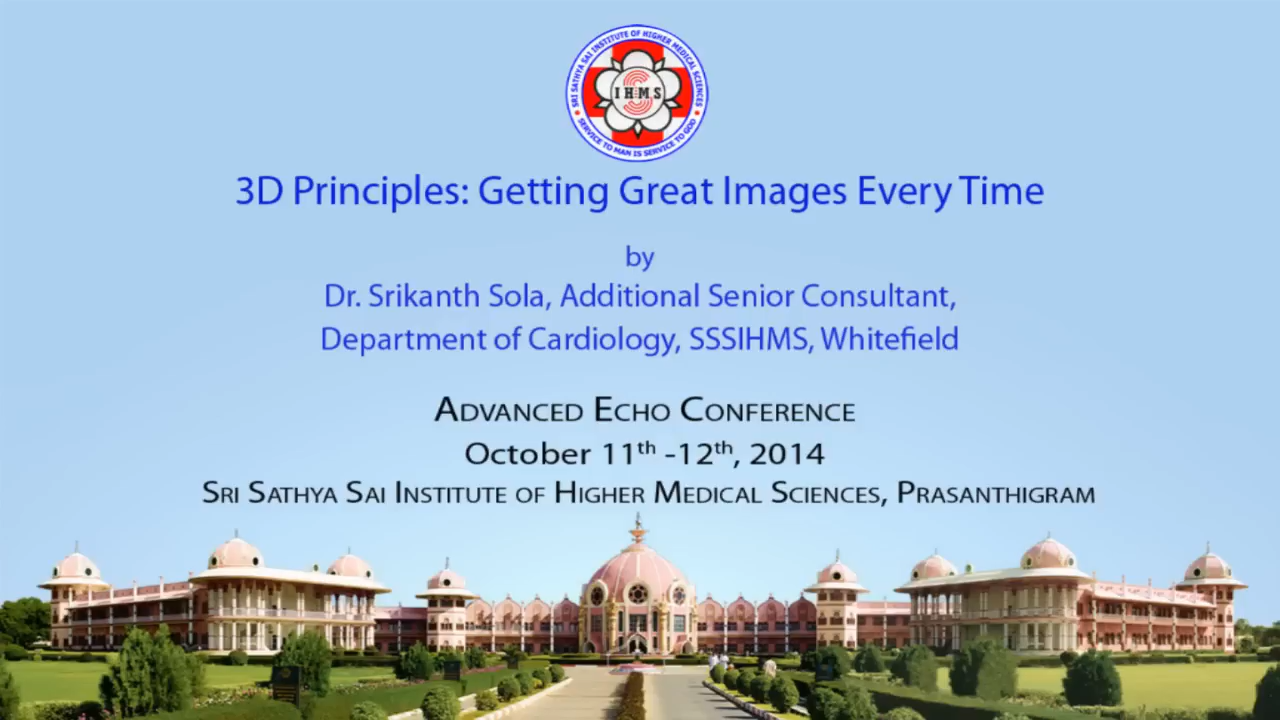 SRI SATHYA SAI INSTITUTE OF HIGHER MEDICAL SCIENCES
IHMS
SERVICE TO MAN IS SERVICE TO GOD
3D Principles: Getting Great Images Every Time
by
Dr. Srikanth Sola, Additional Senior Consultant,
Department of Cardiology, SSSIHMS, Whitefield
ADVANCED ECHO CONFERENCE
October 11th -12th, 2014
SRI SATHYA SAI INSTITUTE OF HIGHER MEDICAL SCIENCES, PRASANTHIGRAM